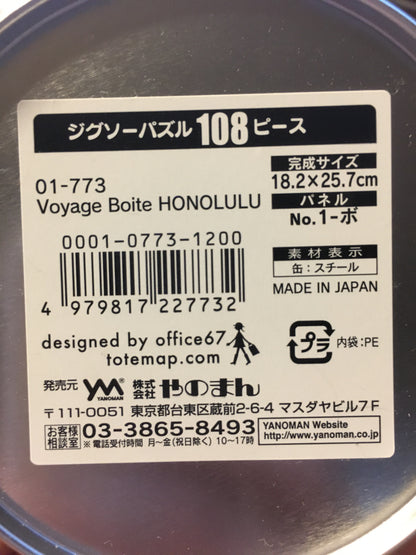 ジグソーパズル108ピース
01-773
Voyage Boite HONOLULU
完成サイズ
18.2×25.7cm
パネル
No.1-ボ
0001-0773-1200
4 979817 227732
素材表示
缶:スチール
MADE IN JAPAN
designed by office67
totemap.com
プラ 内袋:PE
発売元 YM YANOMAN 株式会社 やのまん
〒111-0051 東京都台東区蔵前2-6-4 マスダヤビル7F
お客様相談室 03-3865-8493
※電話受付時間 月~金(祝日除く) 10~17時
YANOMAN Website
http://www.yanoman.co.jp